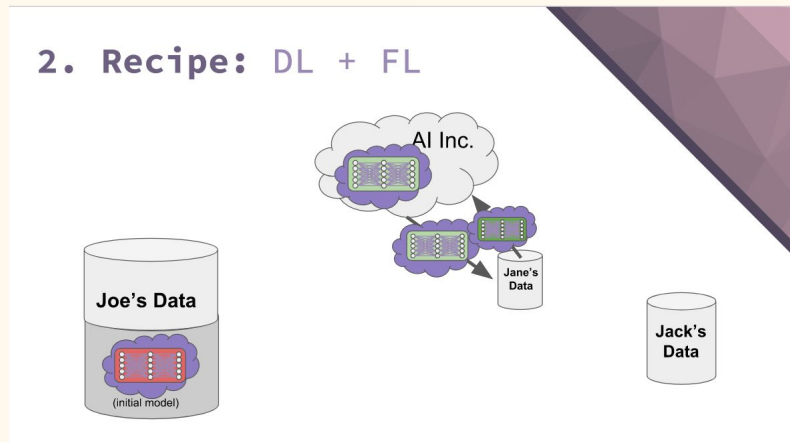 2. Recipe: DL + FL
AI Inc.
Jane's
Data
Joe's Data
(initial model)
Jack's
Data